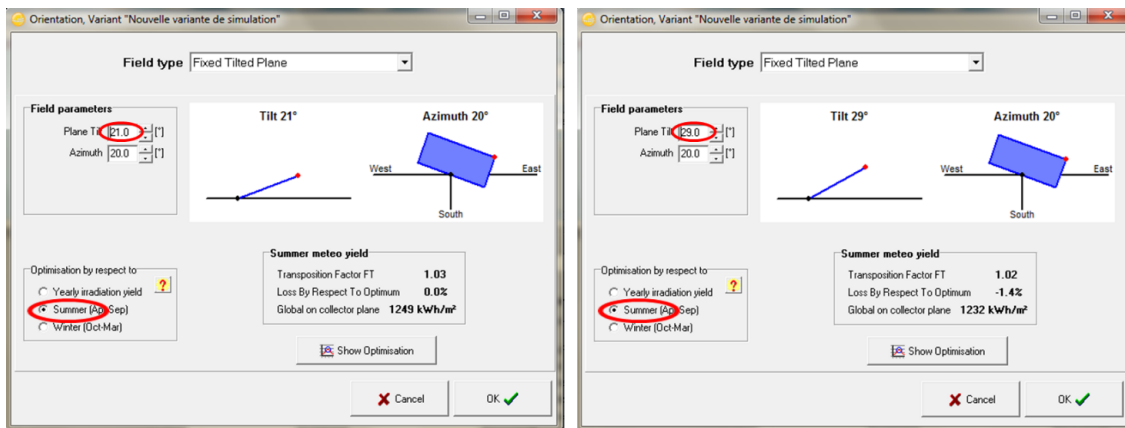 Orientation, Variant "Nouvelle variante de simulation"
Field type Fixed Tilted Plane
Field parameters
Plane Til 21.0 [°]
Azimuth 20.0 [°]
Tilt 21°
Azimuth 20°
West
East
South
Optimisation by respect to
Yearly irradiation yield
?
Summer (Apr-Sep)
Winter (Oct-Mar)
Summer meteo yield
Transposition Factor FT 1.03
Loss By Respect To Optimum 0.0%
Global on collector plane 1249 kWh/m²
Show Optimisation
Cancel
OK
Orientation, Variant "Nouvelle variante de simulation"
Field type Fixed Tilted Plane
Field parameters
Plane Til 29.0 [°]
Azimuth 20.0 [°]
Tilt 29°
Azimuth 20°
West
East
South
Optimisation by respect to
Yearly irradiation yield
?
Summer (Apr-Sep)
Winter (Oct-Mar)
Summer meteo yield
Transposition Factor FT 1.02
Loss By Respect To Optimum -1.4%
Global on collector plane 1232 kWh/m²
Show Optimisation
Cancel
OK